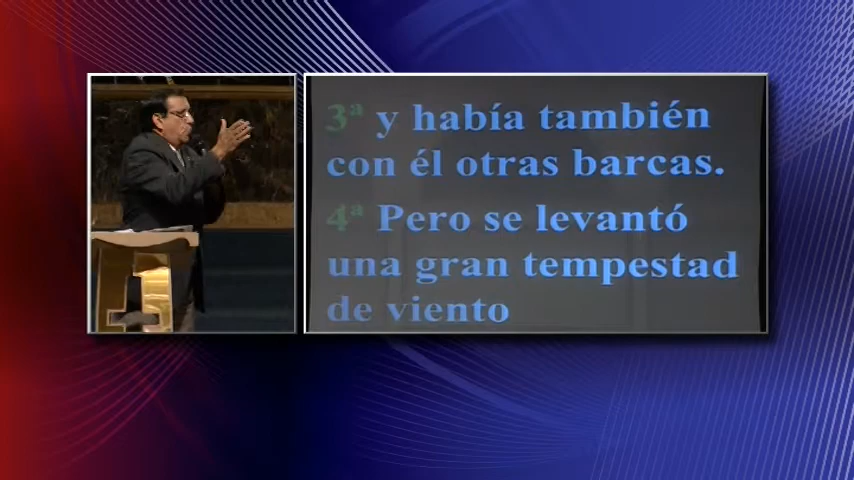 3ª y había también
con él otras barcas.
4ª Pero se levantó
una gran tempestad
de viento